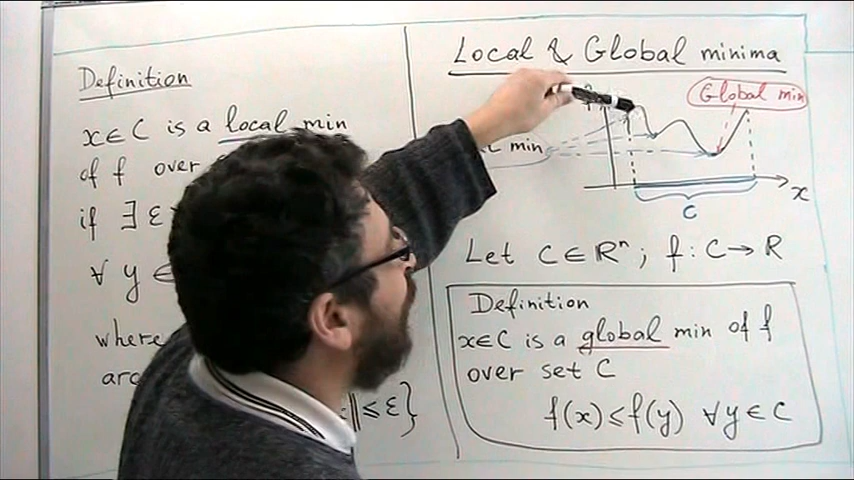 Definition
x∈C is a local min
of f over
if ∃ ε
∀ y ∈
where
‖≤ε}
Local & Global minima
Global min
min
x
C
Let C∈ℝⁿ; f:C→R
Definition
x∈C is a global min of f
over set C
f(x)≤f(y) ∀y∈C